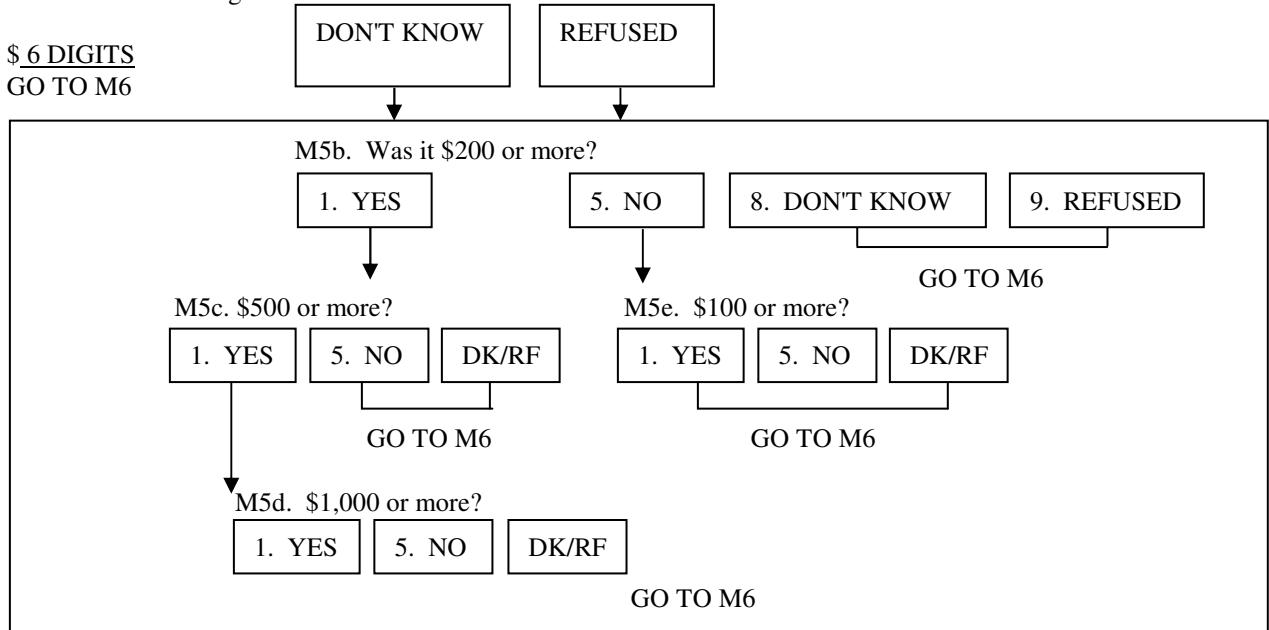 DON'T KNOW REFUSED
$ 6 DIGITS
GO TO M6
M5b. Was it $200 or more?
1. YES 5. NO 8. DON'T KNOW 9. REFUSED
GO TO M6
M5c. $500 or more? M5e. $100 or more?
1. YES 5. NO DK/RF 1. YES 5. NO DK/RF
GO TO M6 GO TO M6
M5d. $1,000 or more?
1. YES 5. NO DK/RF
GO TO M6